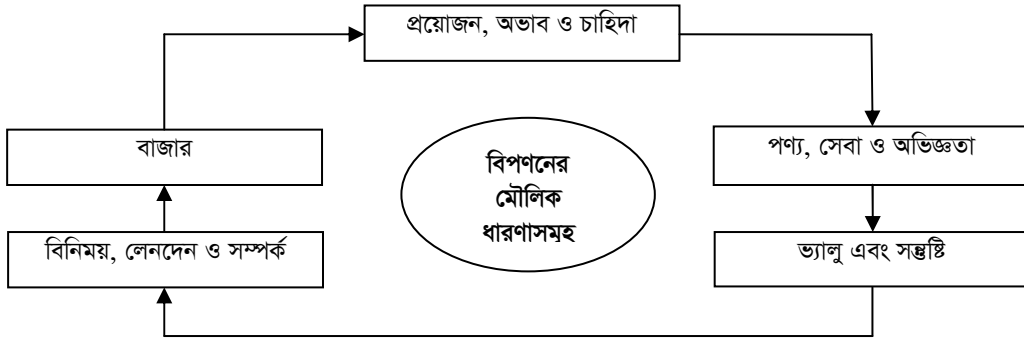 প্রয়োজন, অভাব ও চাহিদা
বাজার
পণ্য, সেবা ও অভিজ্ঞতা
বিপণনের
মৌলিক
ধারণাসমূহ
বিনিময়, লেনদেন ও সম্পর্ক
ভ্যালু এবং সন্তুষ্টি